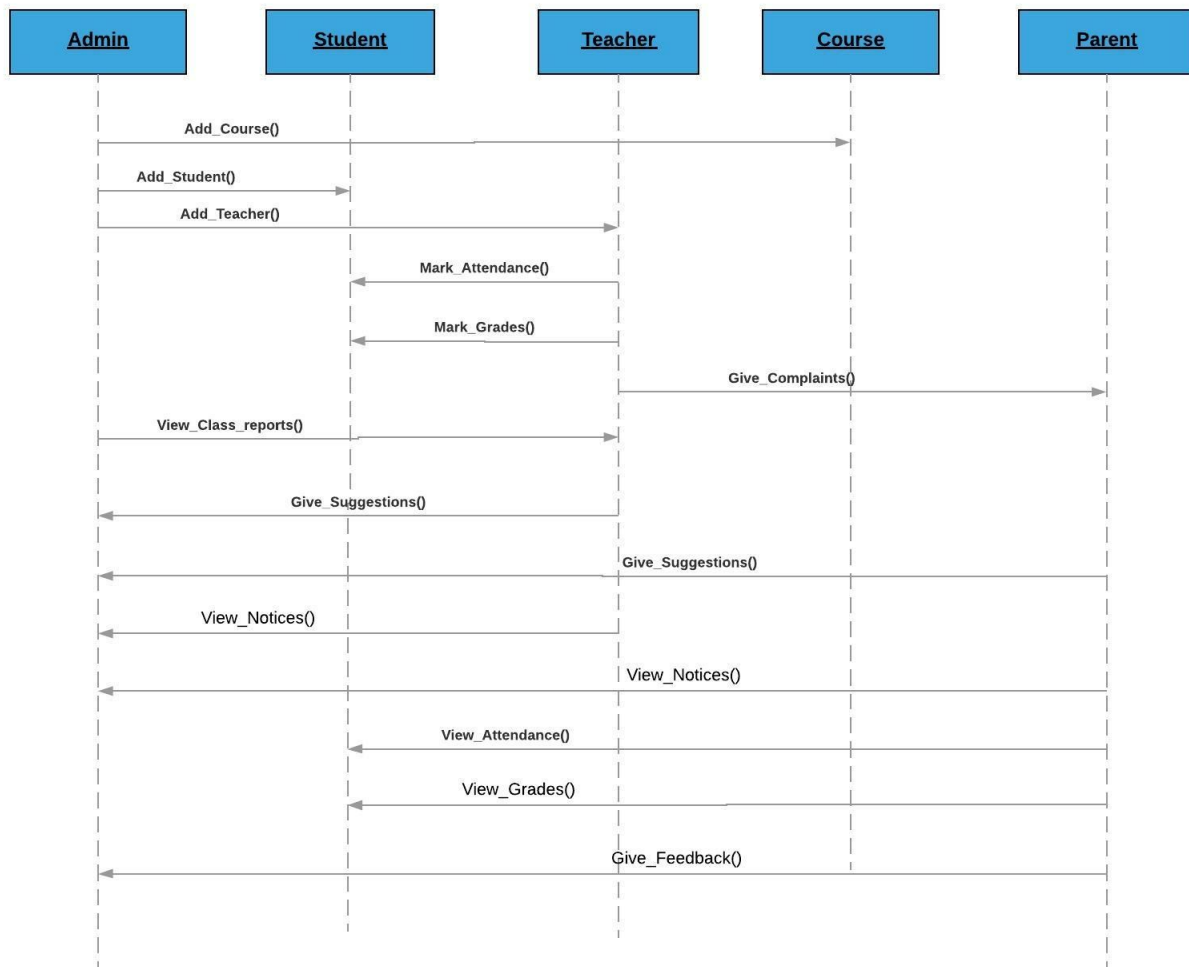 Admin
Student
Teacher
Course
Parent
Add_Course()
Add_Student()
Add_Teacher()
Mark_Attendance()
Mark_Grades()
Give_Complaints()
View_Class_reports()
Give_Suggestions()
Give_Suggestions()
View_Notices()
View_Notices()
View_Attendance()
View_Grades()
Give_Feedback()